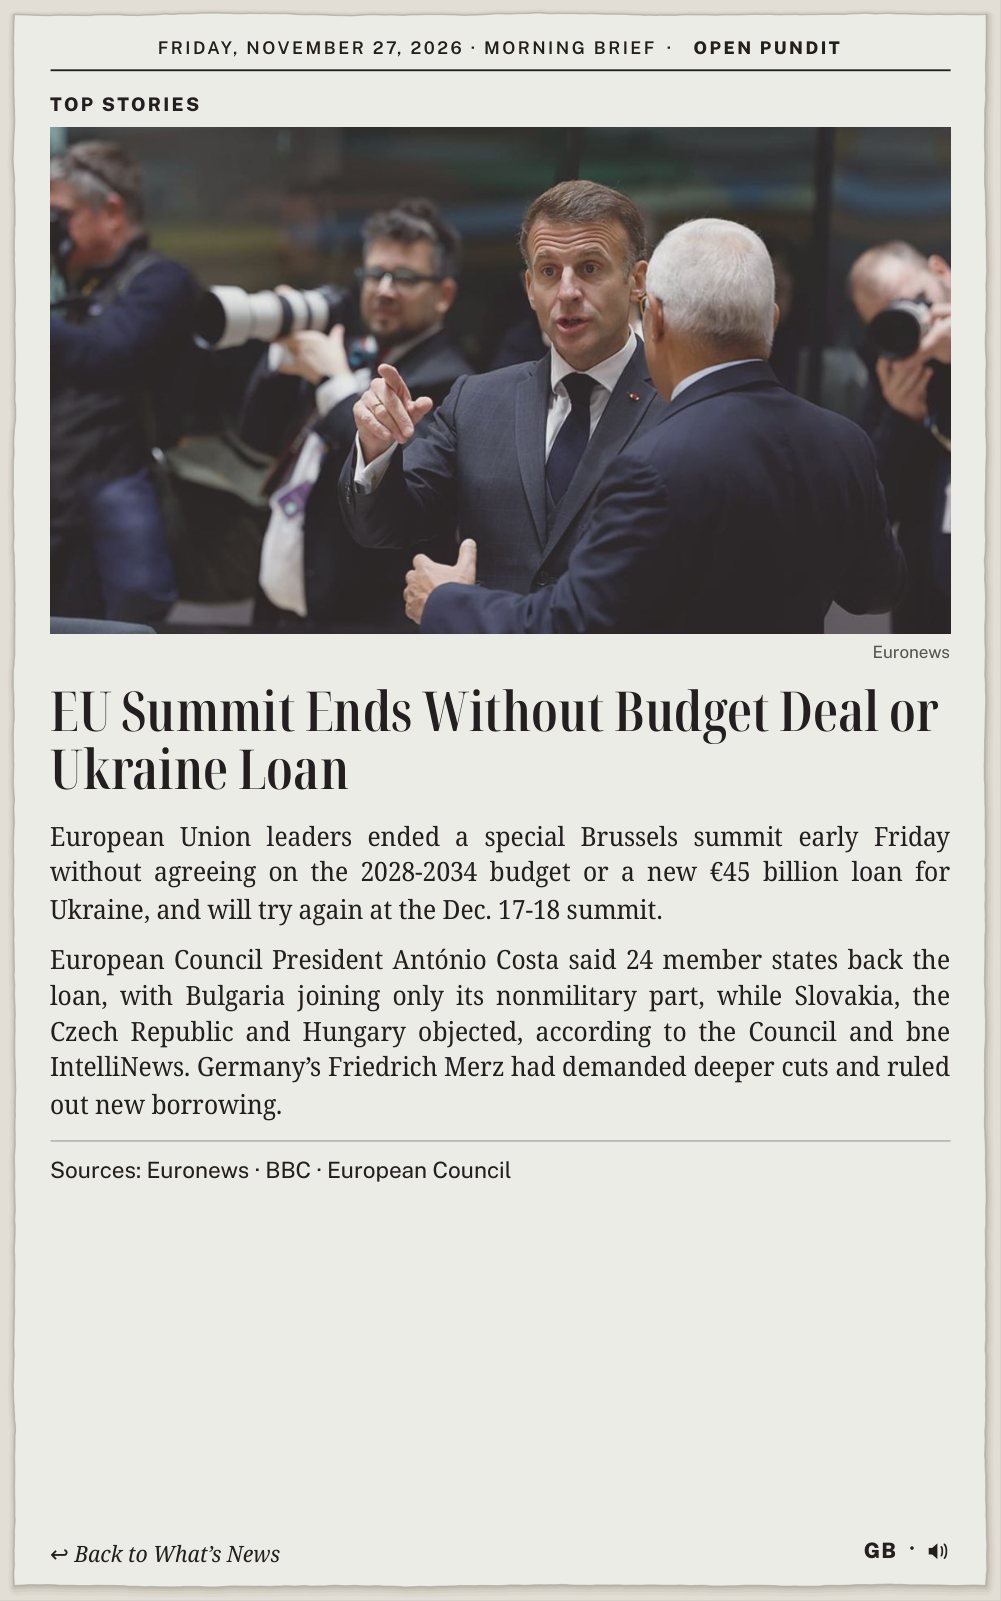 FRIDAY, NOVEMBER 27, 2026 · MORNING BRIEF · OPEN PUNDIT
TOP STORIES
Euronews
EU Summit Ends Without Budget Deal or
Ukraine Loan
European Union leaders ended a special Brussels summit early Friday
without agreeing on the 2028-2034 budget or a new €45 billion loan for
Ukraine, and will try again at the Dec. 17-18 summit.
European Council President António Costa said 24 member states back the
loan, with Bulgaria joining only its nonmilitary part, while Slovakia, the
Czech Republic and Hungary objected, according to the Council and bne
IntelliNews. Germany’s Friedrich Merz had demanded deeper cuts and ruled
out new borrowing.
Sources: Euronews · BBC · European Council
↩ Back to What’s News
GB ·